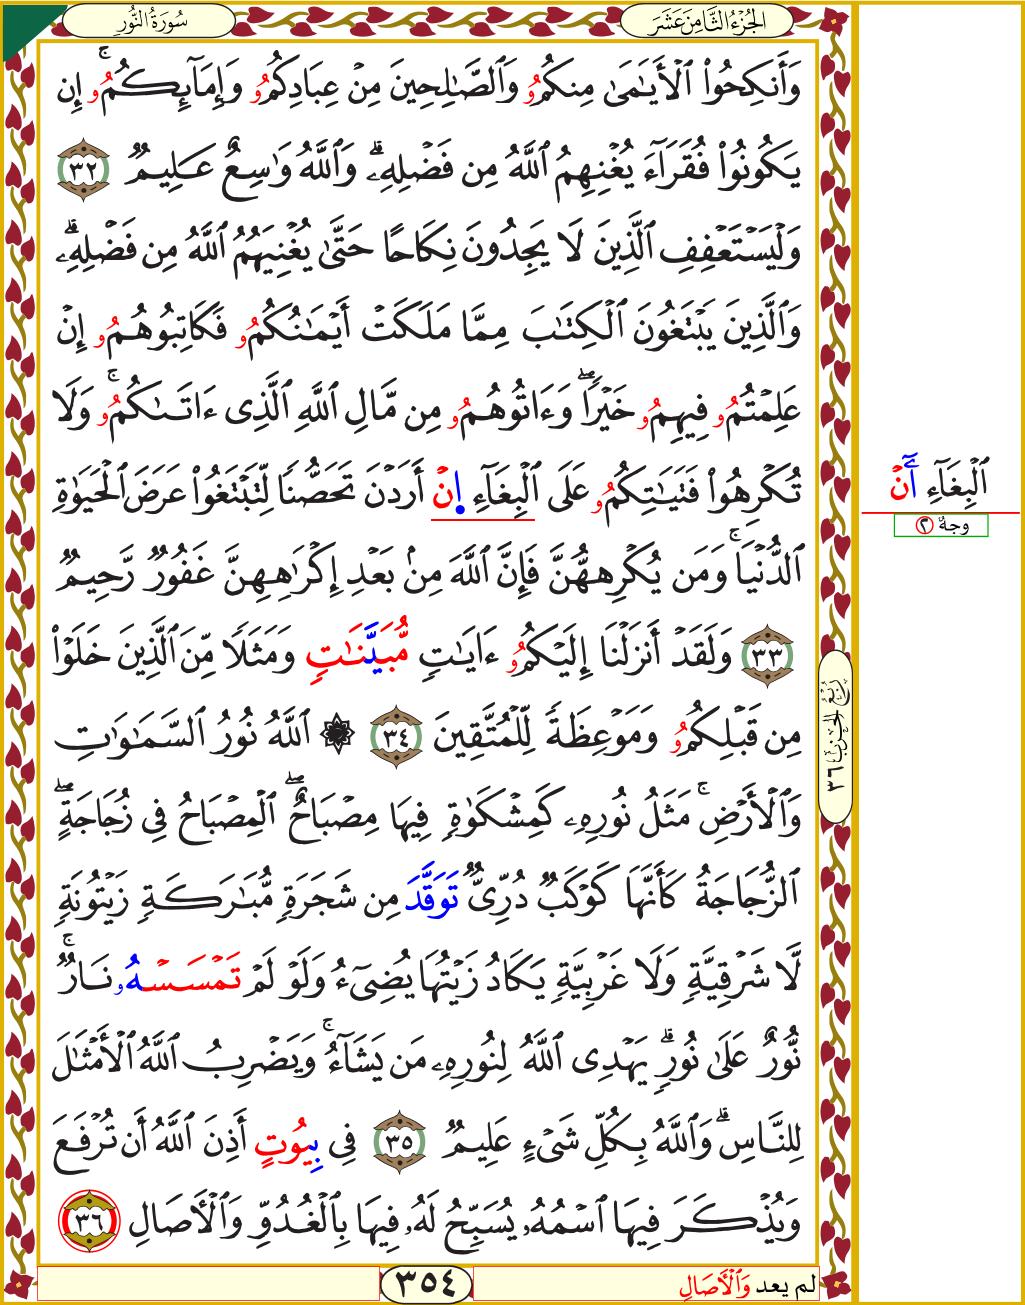 سُورَةُ النُّورِ
الجُزْءُ الثَّامِنَ عَشَرَ
وَأَنكِحُوا۟ ٱلْأَيَـٰمَىٰ مِنكُمُۥ وَٱلصَّـٰلِحِينَ مِنْ عِبَادِكُمُۥ وَإِمَآئِكُمُۥۚ إِن
يَكُونُوا۟ فُقَرَآءَ يُغْنِهِمُ ٱللَّهُ مِن فَضْلِهِۦۗ وَٱللَّهُ وَٰسِعٌ عَلِيمٌ ٣٢
وَلْيَسْتَعْفِفِ ٱلَّذِينَ لَا يَجِدُونَ نِكَاحًا حَتَّىٰ يُغْنِيَهُمُ ٱللَّهُ مِن فَضْلِهِۦۗ
وَٱلَّذِينَ يَبْتَغُونَ ٱلْكِتَـٰبَ مِمَّا مَلَكَتْ أَيْمَـٰنُكُمُۥ فَكَاتِبُوهُمُۥ إِنْ
عَلِمْتُمُۥ فِيهِمُۥ خَيْرًاۖ وَءَاتُوهُمُۥ مِن مَّالِ ٱللَّهِ ٱلَّذِى ءَاتَىٰكُمُۥۚ وَلَا
تُكْرِهُوا۟ فَتَيَـٰتِكُمُۥ عَلَى ٱلْبِغَآءِ إِنْ أَرَدْنَ تَحَصُّنًا لِّتَبْتَغُوا۟ عَرَضَ ٱلْحَيَوٰةِ
ٱلْبِغَآءِ أَنْ
وجهٌ ٢
ٱلدُّنْيَاۚ وَمَن يُكْرِههُّنَّ فَإِنَّ ٱللَّهَ مِنۢ بَعْدِ إِكْرَٰهِهِنَّ غَفُورٌ رَّحِيمٌ
٣٣ وَلَقَدْ أَنزَلْنَا إِلَيْكُمُۥ ءَايَـٰتٍ مُّبَيَّنَـٰتٍ وَمَثَلًا مِّنَ ٱلَّذِينَ خَلَوْا۟
مِن قَبْلِكُمُۥ وَمَوْعِظَةً لِّلْمُتَّقِينَ ٣٤ ۞ ٱللَّهُ نُورُ ٱلسَّمَـٰوَٰتِ
رُبْعُ الحِزْبِ ٣٦
وَٱلْأَرْضِۚ مَثَلُ نُورِهِۦ كَمِشْكَوٰةٍ فِيهَا مِصْبَاحٌۖ ٱلْمِصْبَاحُ فِى زُجَاجَةٍۖ
ٱلزُّجَاجَةُ كَأَنَّهَا كَوْكَبٌ دُرِّىٌّ تَوَقَّدَ مِن شَجَرَةٍ مُّبَـٰرَكَةٍ زَيْتُونَةٍ
لَّا شَرْقِيَّةٍ وَلَا غَرْبِيَّةٍ يَكَادُ زَيْتُهَا يُضِىٓءُ وَلَوْ لَمْ تَمْسَسْهُۥ نَارٌۚ
نُّورٌ عَلَىٰ نُورٍۗ يَهْدِى ٱللَّهُ لِنُورِهِۦ مَن يَشَآءُۚ وَيَضْرِبُ ٱللَّهُ ٱلْأَمْثَـٰلَ
لِلنَّاسِۗ وَٱللَّهُ بِكُلِّ شَىْءٍ عَلِيمٌ ٣٥ فِى بِيُوتٍ أَذِنَ ٱللَّهُ أَن تُرْفَعَ
وَيُذْكَرَ فِيهَا ٱسْمُهُۥ يُسَبِّحُ لَهُۥ فِيهَا بِٱلْغُدُوِّ وَٱلْأَصَالِ ٣٦
لم يعد وَٱلْأَصَالِ
٣٥٤